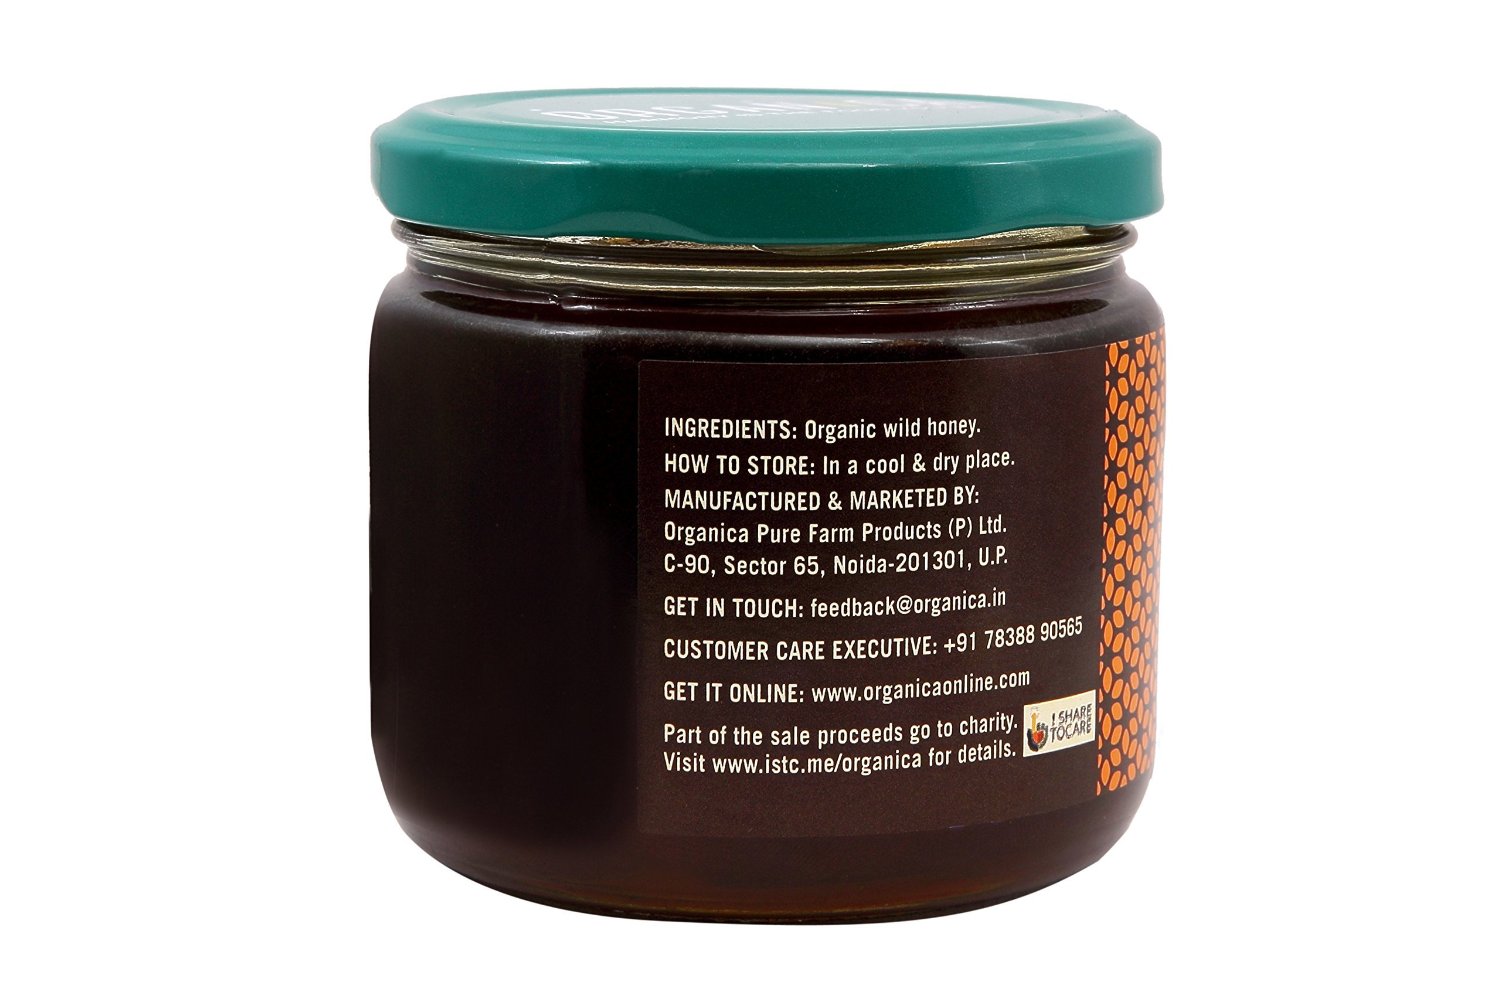 INGREDIENTS: Organic wild honey.
HOW TO STORE: In a cool & dry place.
MANUFACTURED & MARKETED BY:
Organica Pure Farm Products (P) Ltd.
C-90, Sector 65, Noida-201301, U.P.
GET IN TOUCH: feedback@organica.in
CUSTOMER CARE EXECUTIVE: +91 78388 90565
GET IT ONLINE: www.organicaonline.com
Part of the sale proceeds go to charity.
Visit www.istc.me/organica for details.
I SHARE
TOCARE